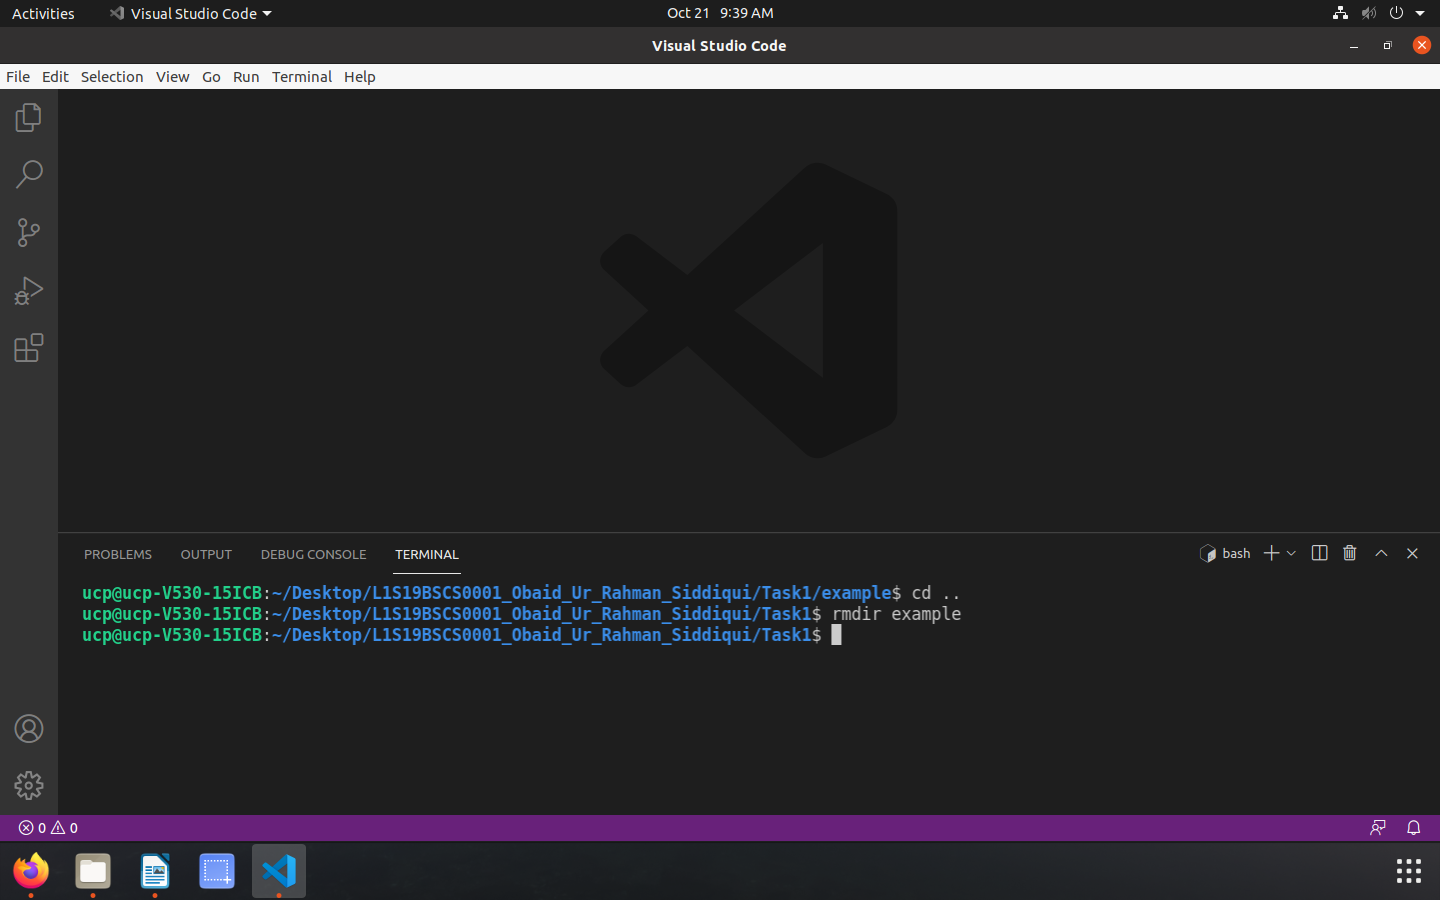 Activities Visual Studio Code Oct 21 9:39 AM
Visual Studio Code
File Edit Selection View Go Run Terminal Help
PROBLEMS OUTPUT DEBUG CONSOLE TERMINAL bash
ucp@ucp-V530-15ICB:~/Desktop/L1S19BSCS0001_Obaid_Ur_Rahman_Siddiqui/Task1/example$ cd ..
ucp@ucp-V530-15ICB:~/Desktop/L1S19BSCS0001_Obaid_Ur_Rahman_Siddiqui/Task1$ rmdir example
ucp@ucp-V530-15ICB:~/Desktop/L1S19BSCS0001_Obaid_Ur_Rahman_Siddiqui/Task1$
0 0